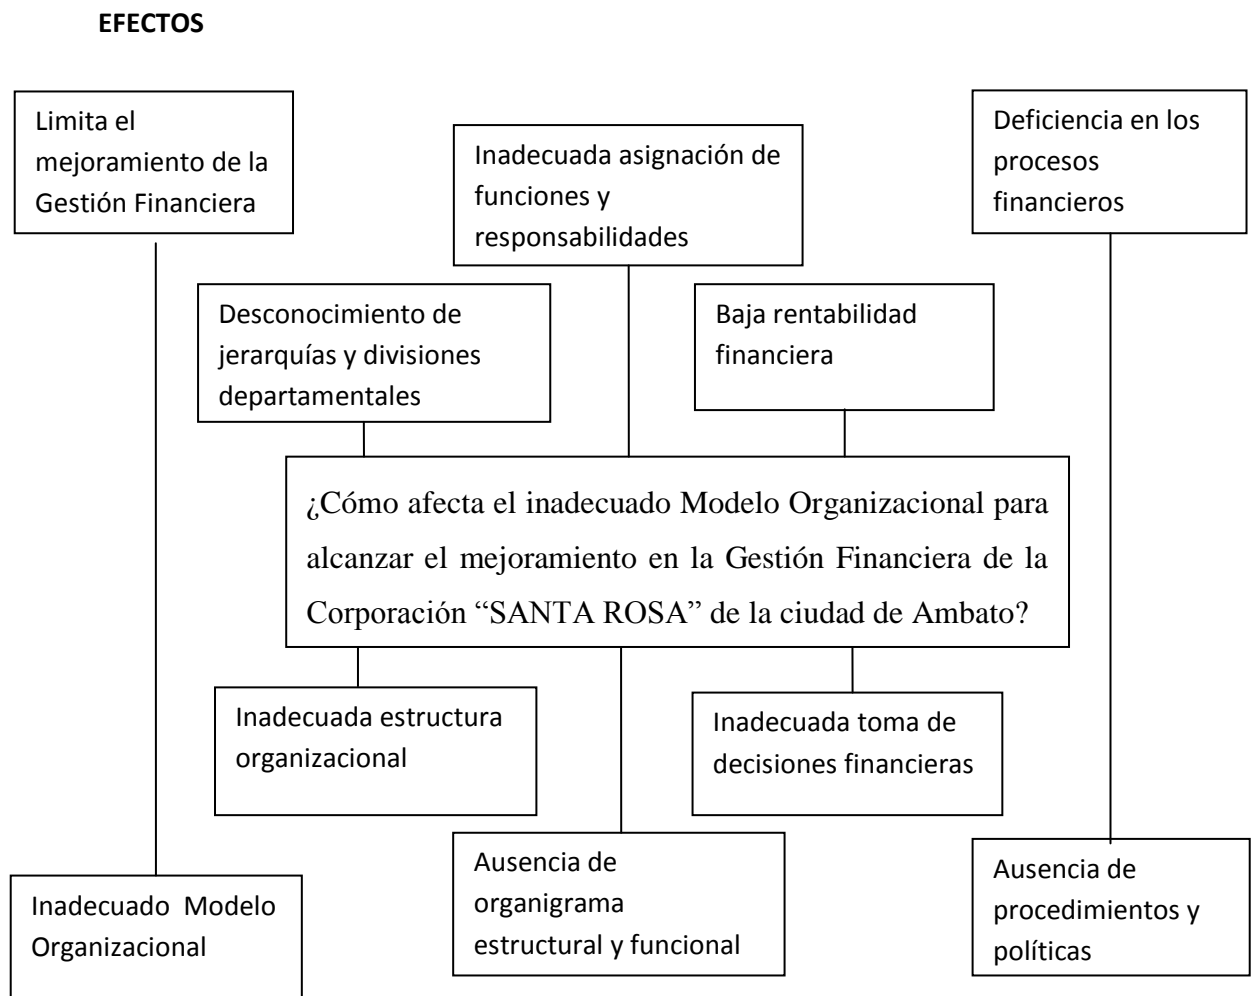 EFECTOS
Limita el
mejoramiento de la
Gestión Financiera
Inadecuada asignación de
funciones y
responsabilidades
Deficiencia en los
procesos
financieros
Desconocimiento de
jerarquías y divisiones
departamentales
Baja rentabilidad
financiera
¿Cómo afecta el inadecuado Modelo Organizacional para
alcanzar el mejoramiento en la Gestión Financiera de la
Corporación “SANTA ROSA” de la ciudad de Ambato?
Inadecuada estructura
organizacional
Inadecuada toma de
decisiones financieras
Inadecuado Modelo
Organizacional
Ausencia de
organigrama
estructural y funcional
Ausencia de
procedimientos y
políticas